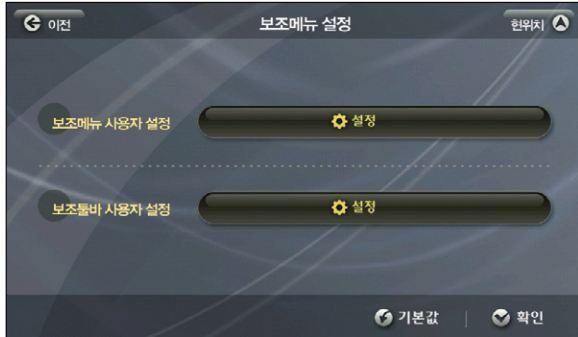 이전
보조메뉴 설정
현위치
보조메뉴 사용자 설정
설정
보조툴바 사용자 설정
설정
기본값
확인